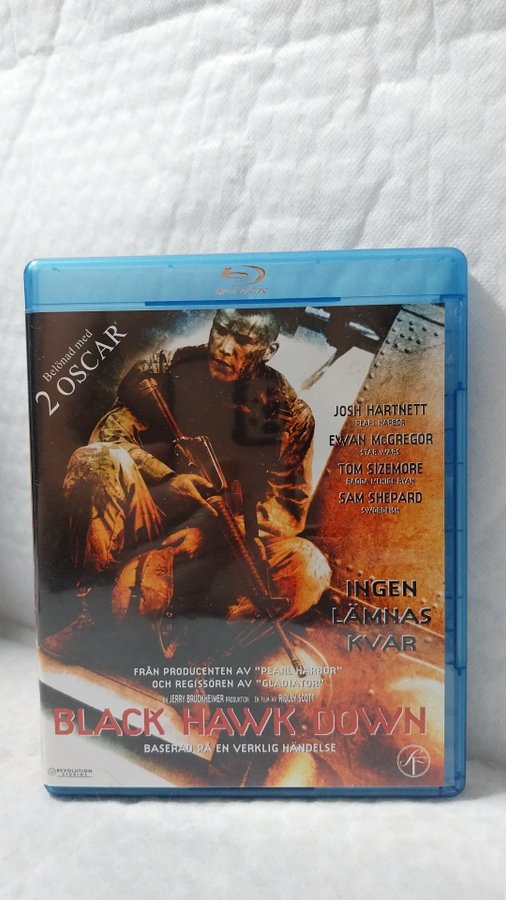 Belönad med
2 OSCAR
JOSH HARTNETT
PEARL HARBOR
EWAN McGREGOR
STAR WARS
TOM SIZEMORE
RÄDDA MENIGE RYAN
SAM SHEPARD
SWORDFISH
INGEN
LÄMNAS
KVAR
FRÅN PRODUCENTEN AV "PEARL HARBOR"
OCH REGISSÖREN AV "GLADIATOR"
EN JERRY BRUCKHEIMER PRODUKTION EN FILM AV RIDLEY SCOTT
BLACK HAWK DOWN
BASERAD PÅ EN VERKLIG HÄNDELSE
REVOLUTION
STUDIOS
SF